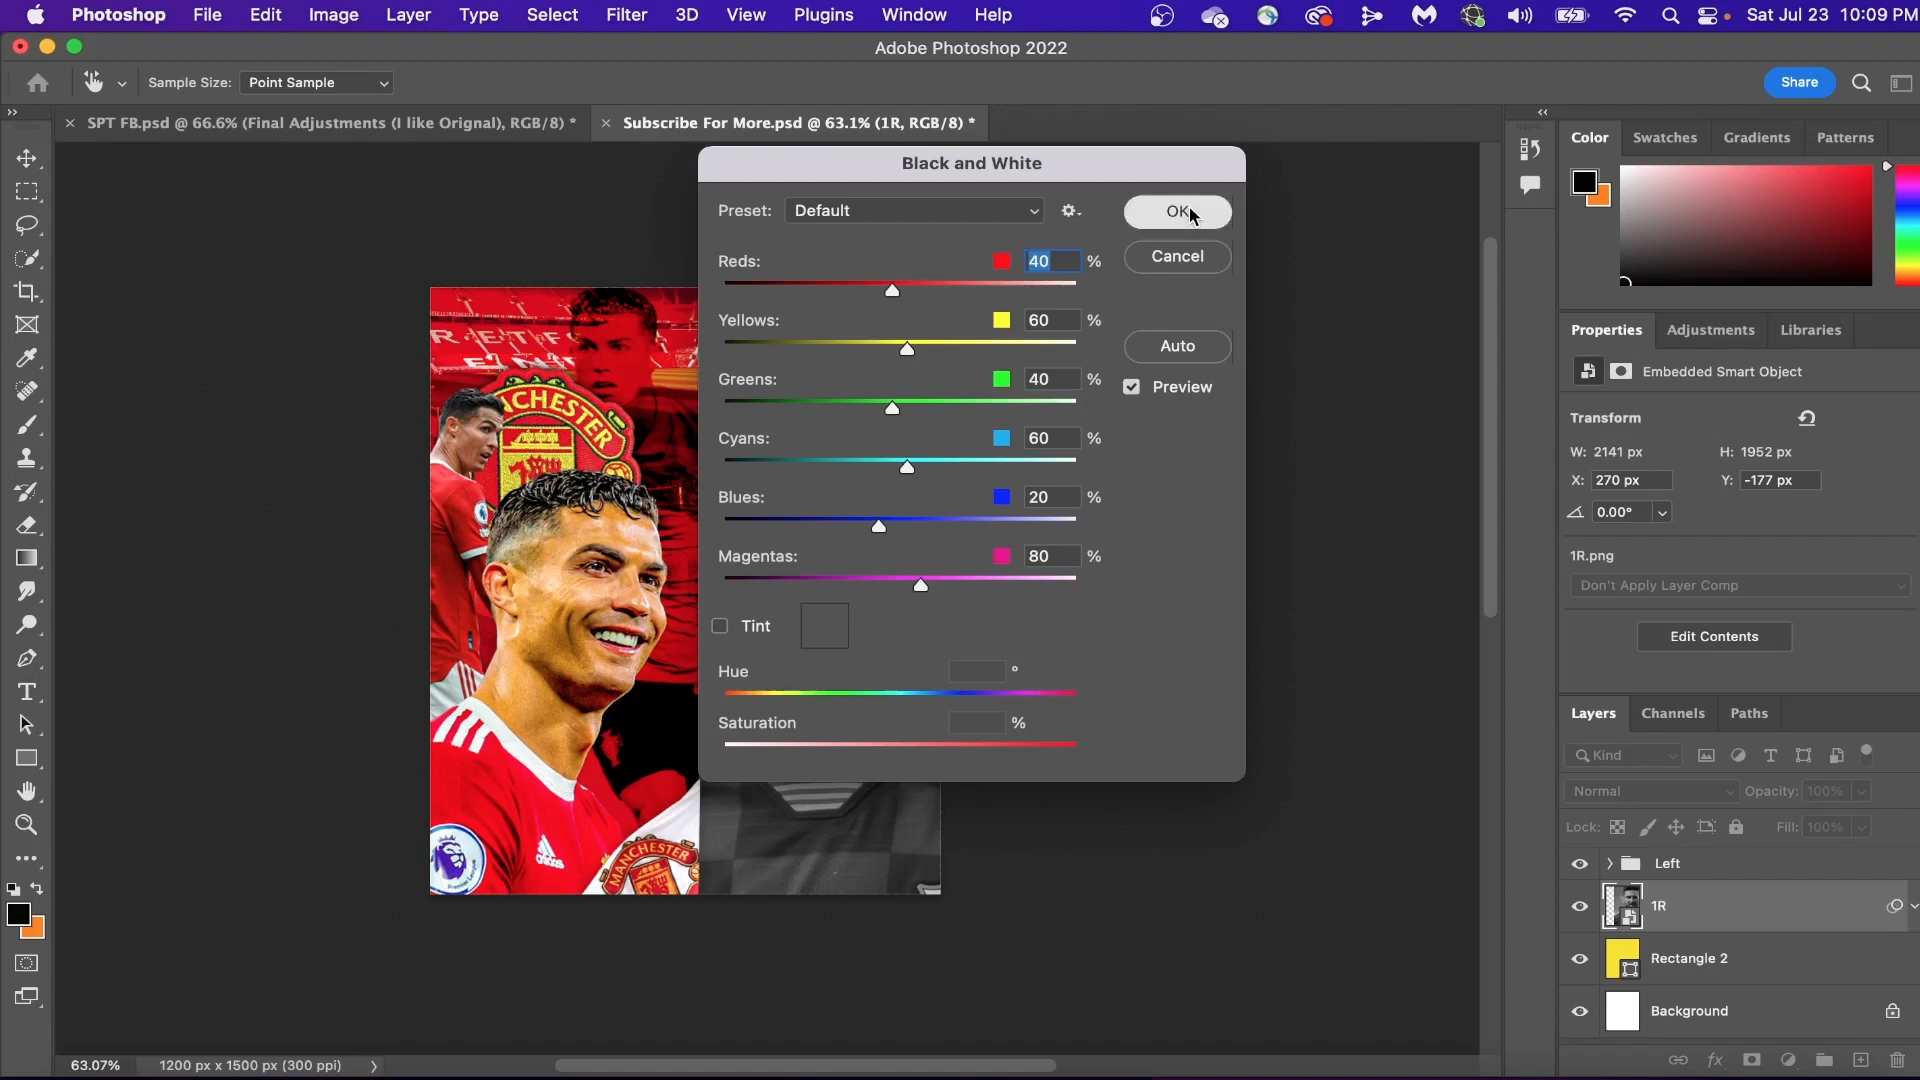 Photoshop File Edit Image Layer Type Select Filter 3D View Plugins Window Help Sat Jul 23 10:09 PM
Adobe Photoshop 2022
Sample Size: Point Sample Share
SPT FB.psd @ 66.6% (Final Adjustments (I like Orignal), RGB/8) * Subscribe For More.psd @ 63.1% (1R, RGB/8) *
Black and White
Preset: Default OK
Reds: 40 % Cancel
Yellows: 60 %
Auto
Greens: 40 % Preview
Cyans: 60 %
Blues: 20 %
Magentas: 80 %
Tint
Hue °
Saturation %
CHESTER
Premier League
adidas
MANCHESTER
Color Swatches Gradients Patterns
Properties Adjustments Libraries
Embedded Smart Object
Transform
W: 2141 px H: 1952 px
X: 270 px Y: -177 px
0.00°
1R.png
Don't Apply Layer Comp
Edit Contents
Layers Channels Paths
Kind
Normal Opacity: 100%
Lock: Fill: 100%
Left
1R
Rectangle 2
Background
63.07% 1200 px x 1500 px (300 ppi)